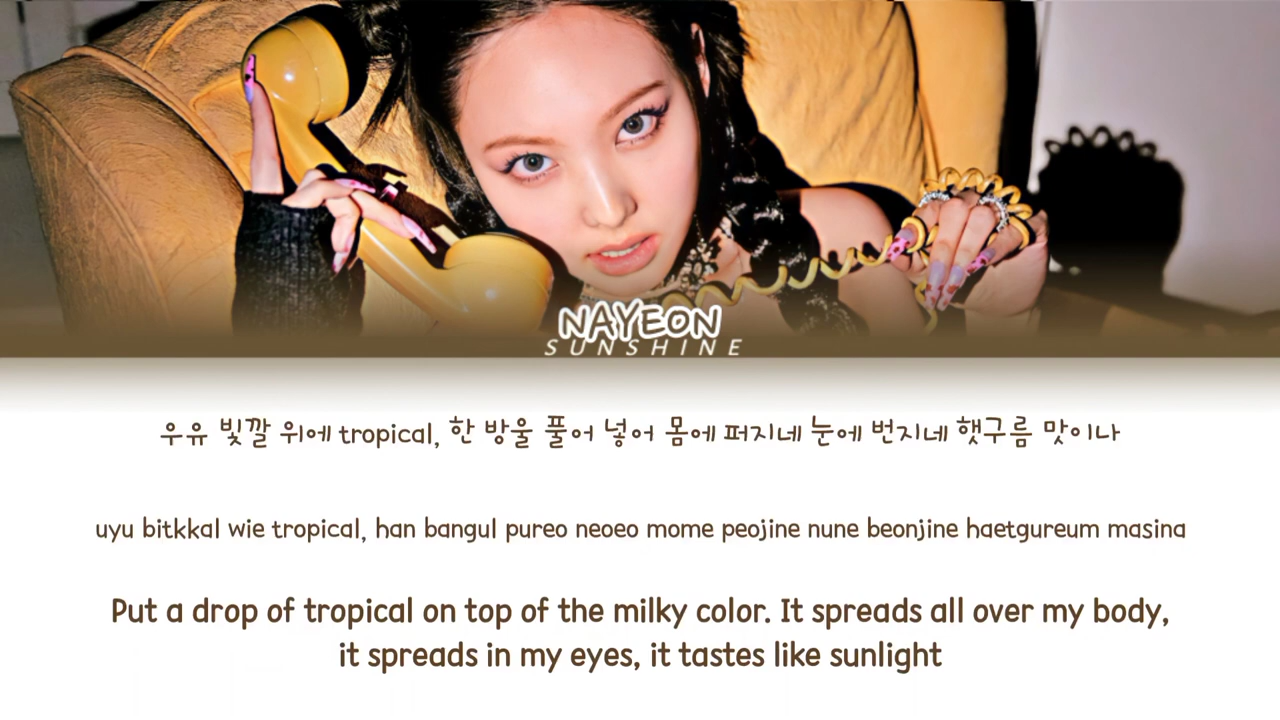 NAYEON
SUNSHINE
우유 빛깔 위에 tropical, 한 방울 풀어 넣어 몸에 퍼지네 눈에 번지네 햇구름 맛이나
uyu bitkkal wie tropical, han bangul pureo neoeo mome peojine nune beonjine haetgureum masina
Put a drop of tropical on top of the milky color. It spreads all over my body,
it spreads in my eyes, it tastes like sunlight